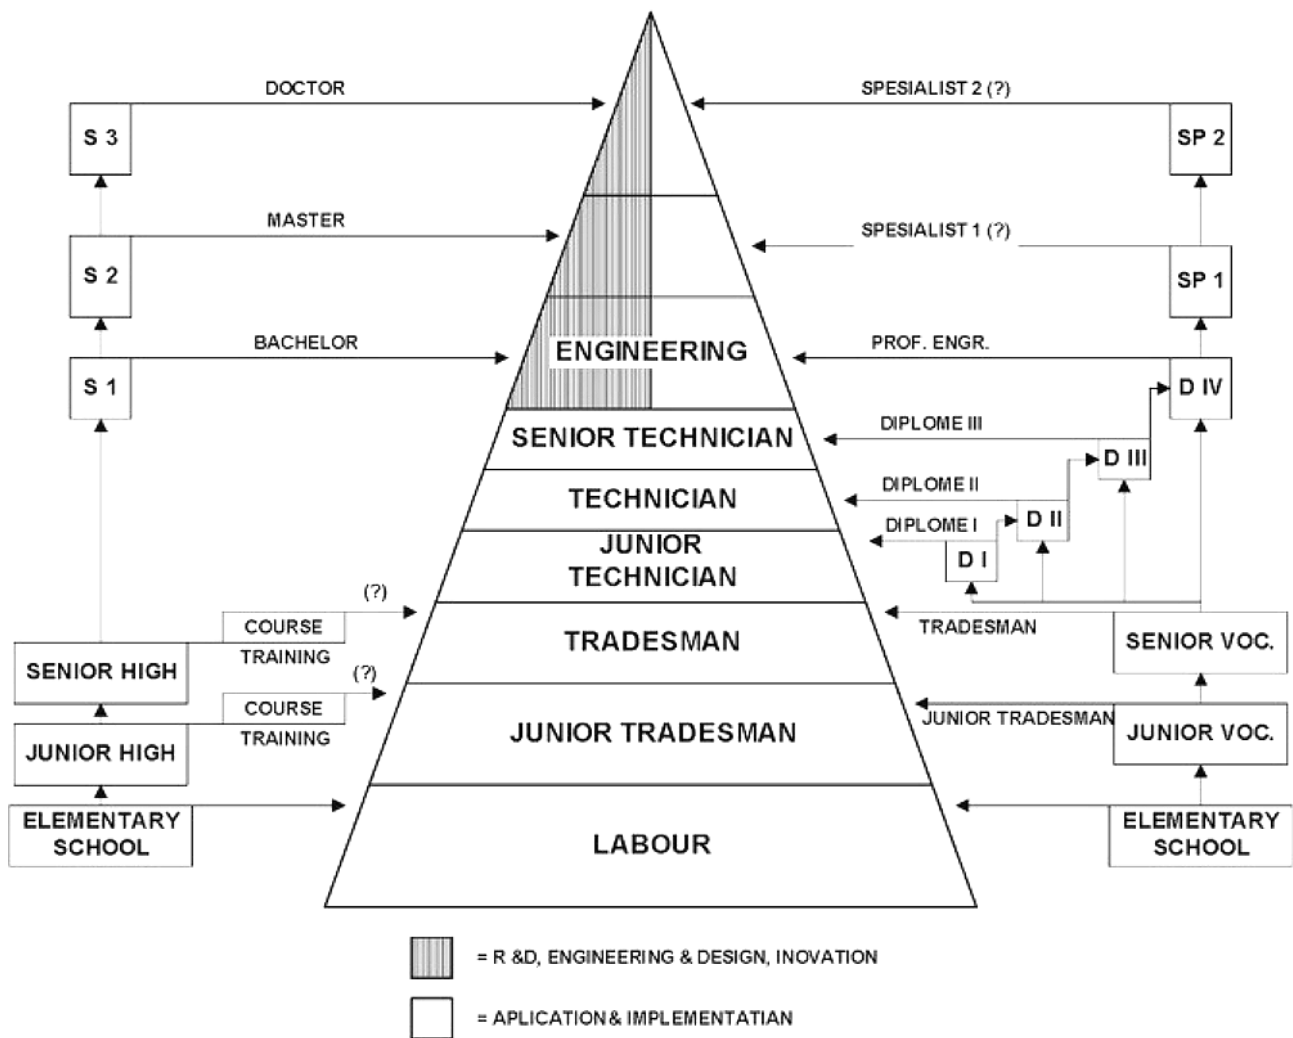 DOCTOR
SPESIALIST 2 (?)
S 3
SP 2
MASTER
SPESIALIST 1 (?)
S 2
SP 1
BACHELOR
ENGINEERING
PROF. ENGR.
S 1
D IV
SENIOR TECHNICIAN
DIPLOME III
D III
TECHNICIAN
DIPLOME II
D II
JUNIOR
TECHNICIAN
DIPLOME I
D I
(?)
COURSE
TRAINING
TRADESMAN
TRADESMAN
SENIOR VOC.
SENIOR HIGH
(?)
COURSE
TRAINING
JUNIOR TRADESMAN
JUNIOR TRADESMAN
JUNIOR VOC.
JUNIOR HIGH
ELEMENTARY
SCHOOL
LABOUR
ELEMENTARY
SCHOOL
= R &D, ENGINEERING & DESIGN, INOVATION
= APLICATION & IMPLEMENTATIAN